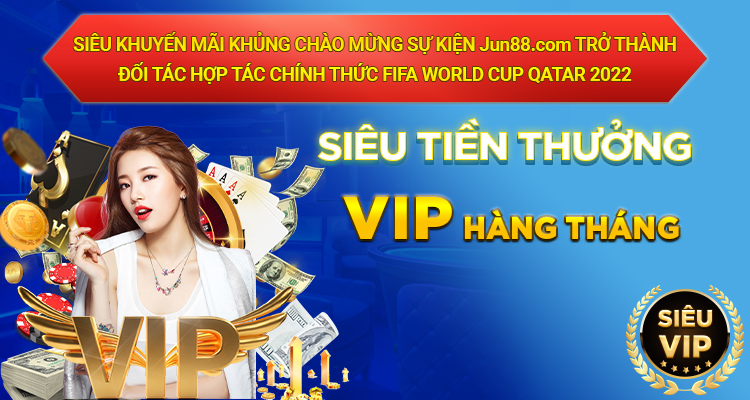 SIÊU KHUYẾN MÃI KHỦNG CHÀO MỪNG SỰ KIỆN Jun88.com TRỞ THÀNH
ĐỐI TÁC HỢP TÁC CHÍNH THỨC FIFA WORLD CUP QATAR 2022
SIÊU TIỀN THƯỞNG
VIP HÀNG THÁNG
VIP
SIÊU
VIP